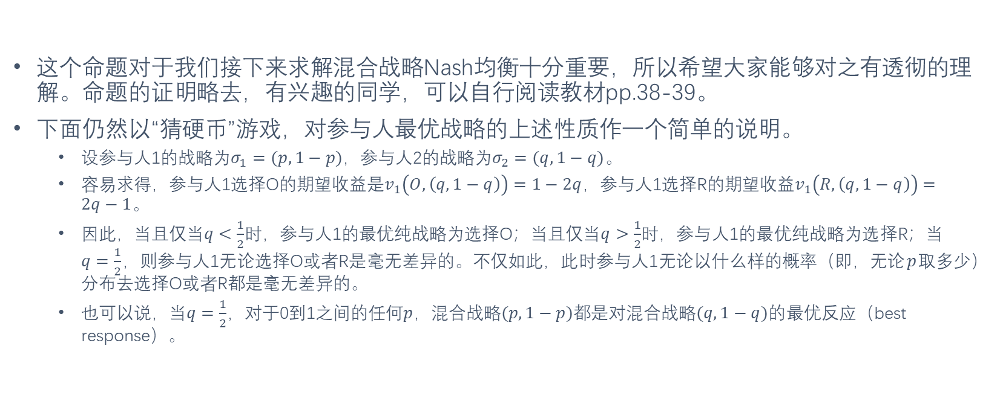 • 这个命题对于我们接下来求解混合战略Nash均衡十分重要，所以希望大家能够对之有透彻的理
解。命题的证明略去，有兴趣的同学，可以自行阅读教材pp.38-39。
• 下面仍然以“猜硬币”游戏，对参与人最优战略的上述性质作一个简单的说明。
• 设参与人1的战略为σ₁ = (p, 1 − p)，参与人2的战略为σ₂ = (q, 1 − q)。
• 容易求得，参与人1选择O的期望收益是v₁(O, (q, 1 − q)) = 1 − 2q，参与人1选择R的期望收益v₁(R, (q, 1 − q)) =
2q − 1。
• 因此，当且仅当q < 1/2时，参与人1的最优纯战略为选择O；当且仅当q > 1/2时，参与人1的最优纯战略为选择R；当
q = 1/2，则参与人1无论选择O或者R是毫无差异的。不仅如此，此时参与人1无论以什么样的概率（即，无论p取多少）
分布去选择O或者R都是毫无差异的。
• 也可以说，当q = 1/2，对于0到1之间的任何p，混合战略(p, 1 − p)都是对混合战略(q, 1 − q)的最优反应（best
response）。